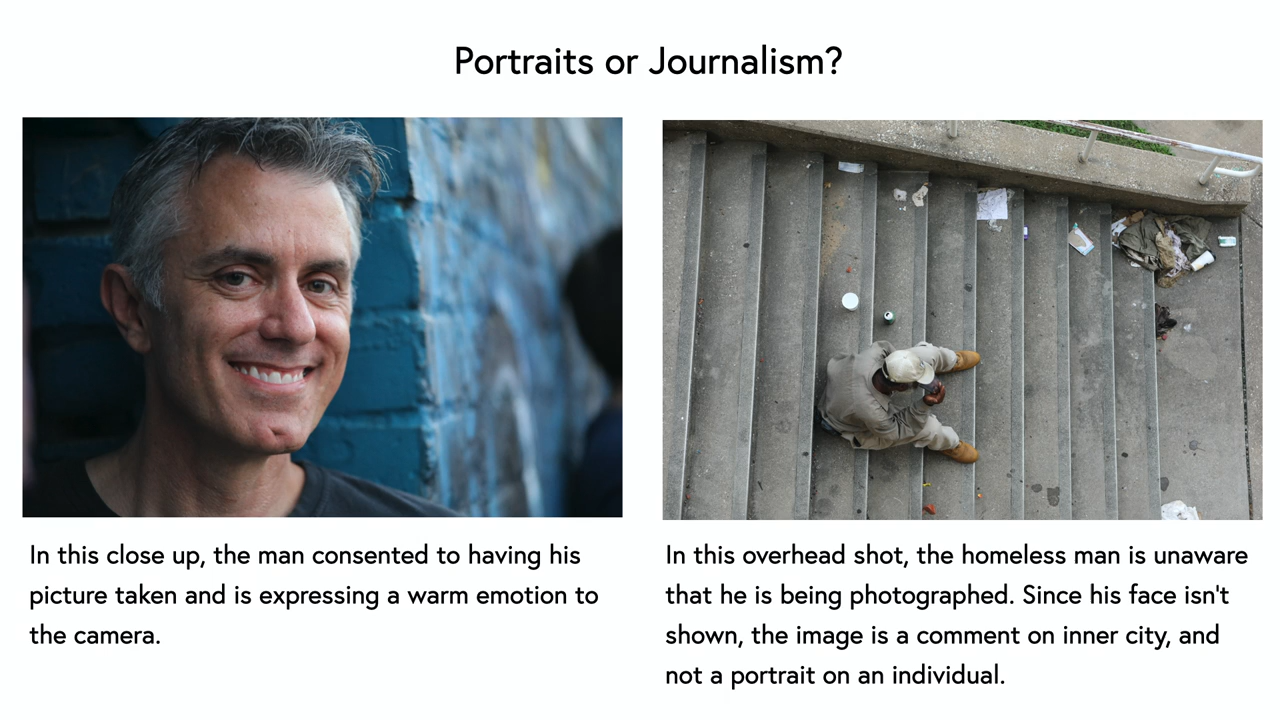 Portraits or Journalism?
In this close up, the man consented to having his
picture taken and is expressing a warm emotion to
the camera.
In this overhead shot, the homeless man is unaware
that he is being photographed. Since his face isn't
shown, the image is a comment on inner city, and
not a portrait on an individual.